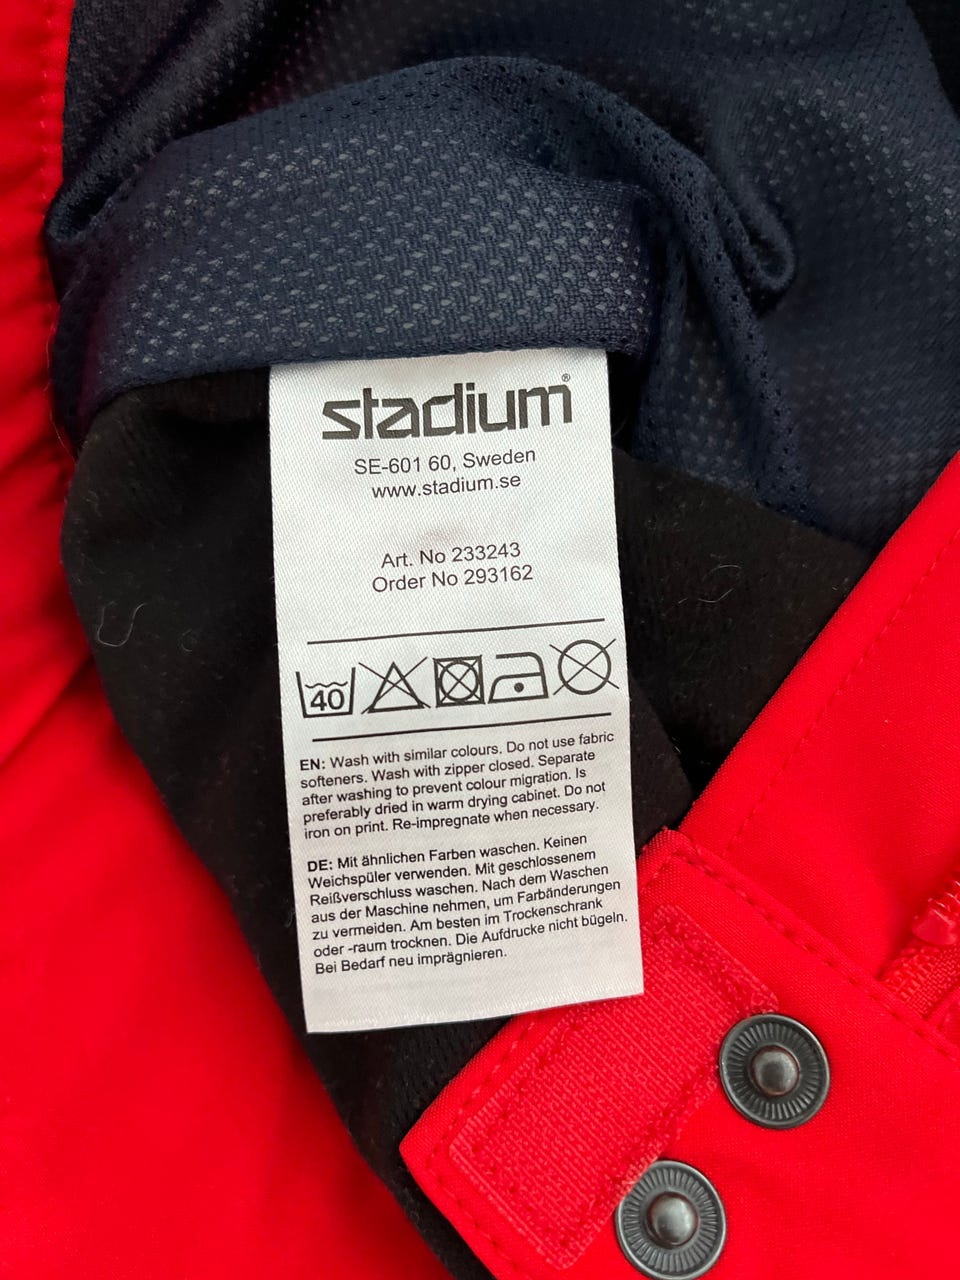 stadium®
SE-601 60, Sweden
www.stadium.se
Art. No 233243
Order No 293162
40
EN: Wash with similar colours. Do not use fabric
softeners. Wash with zipper closed. Separate
after washing to prevent colour migration. Is
preferably dried in warm drying cabinet. Do not
iron on print. Re-impregnate when necessary.
DE: Mit ähnlichen Farben waschen. Keinen
Weichspüler verwenden. Mit geschlossenem
Reißverschluss waschen. Nach dem Waschen
aus der Maschine nehmen, um Farbänderungen
zu vermeiden. Am besten im Trockenschrank
oder -raum trocknen. Die Aufdrucke nicht bügeln.
Bei Bedarf neu imprägnieren.